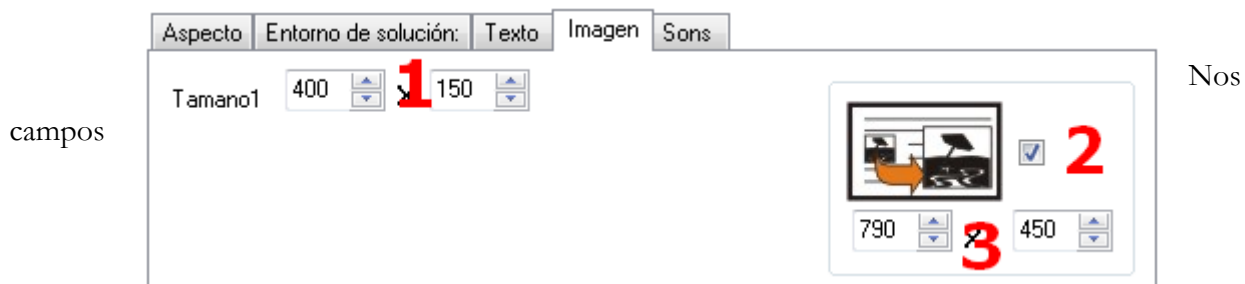 Aspecto Entorno de solución: Texto Imagen Sons
Tamano1 400 x 150 1
Nos
campos
2
790 x 450 3